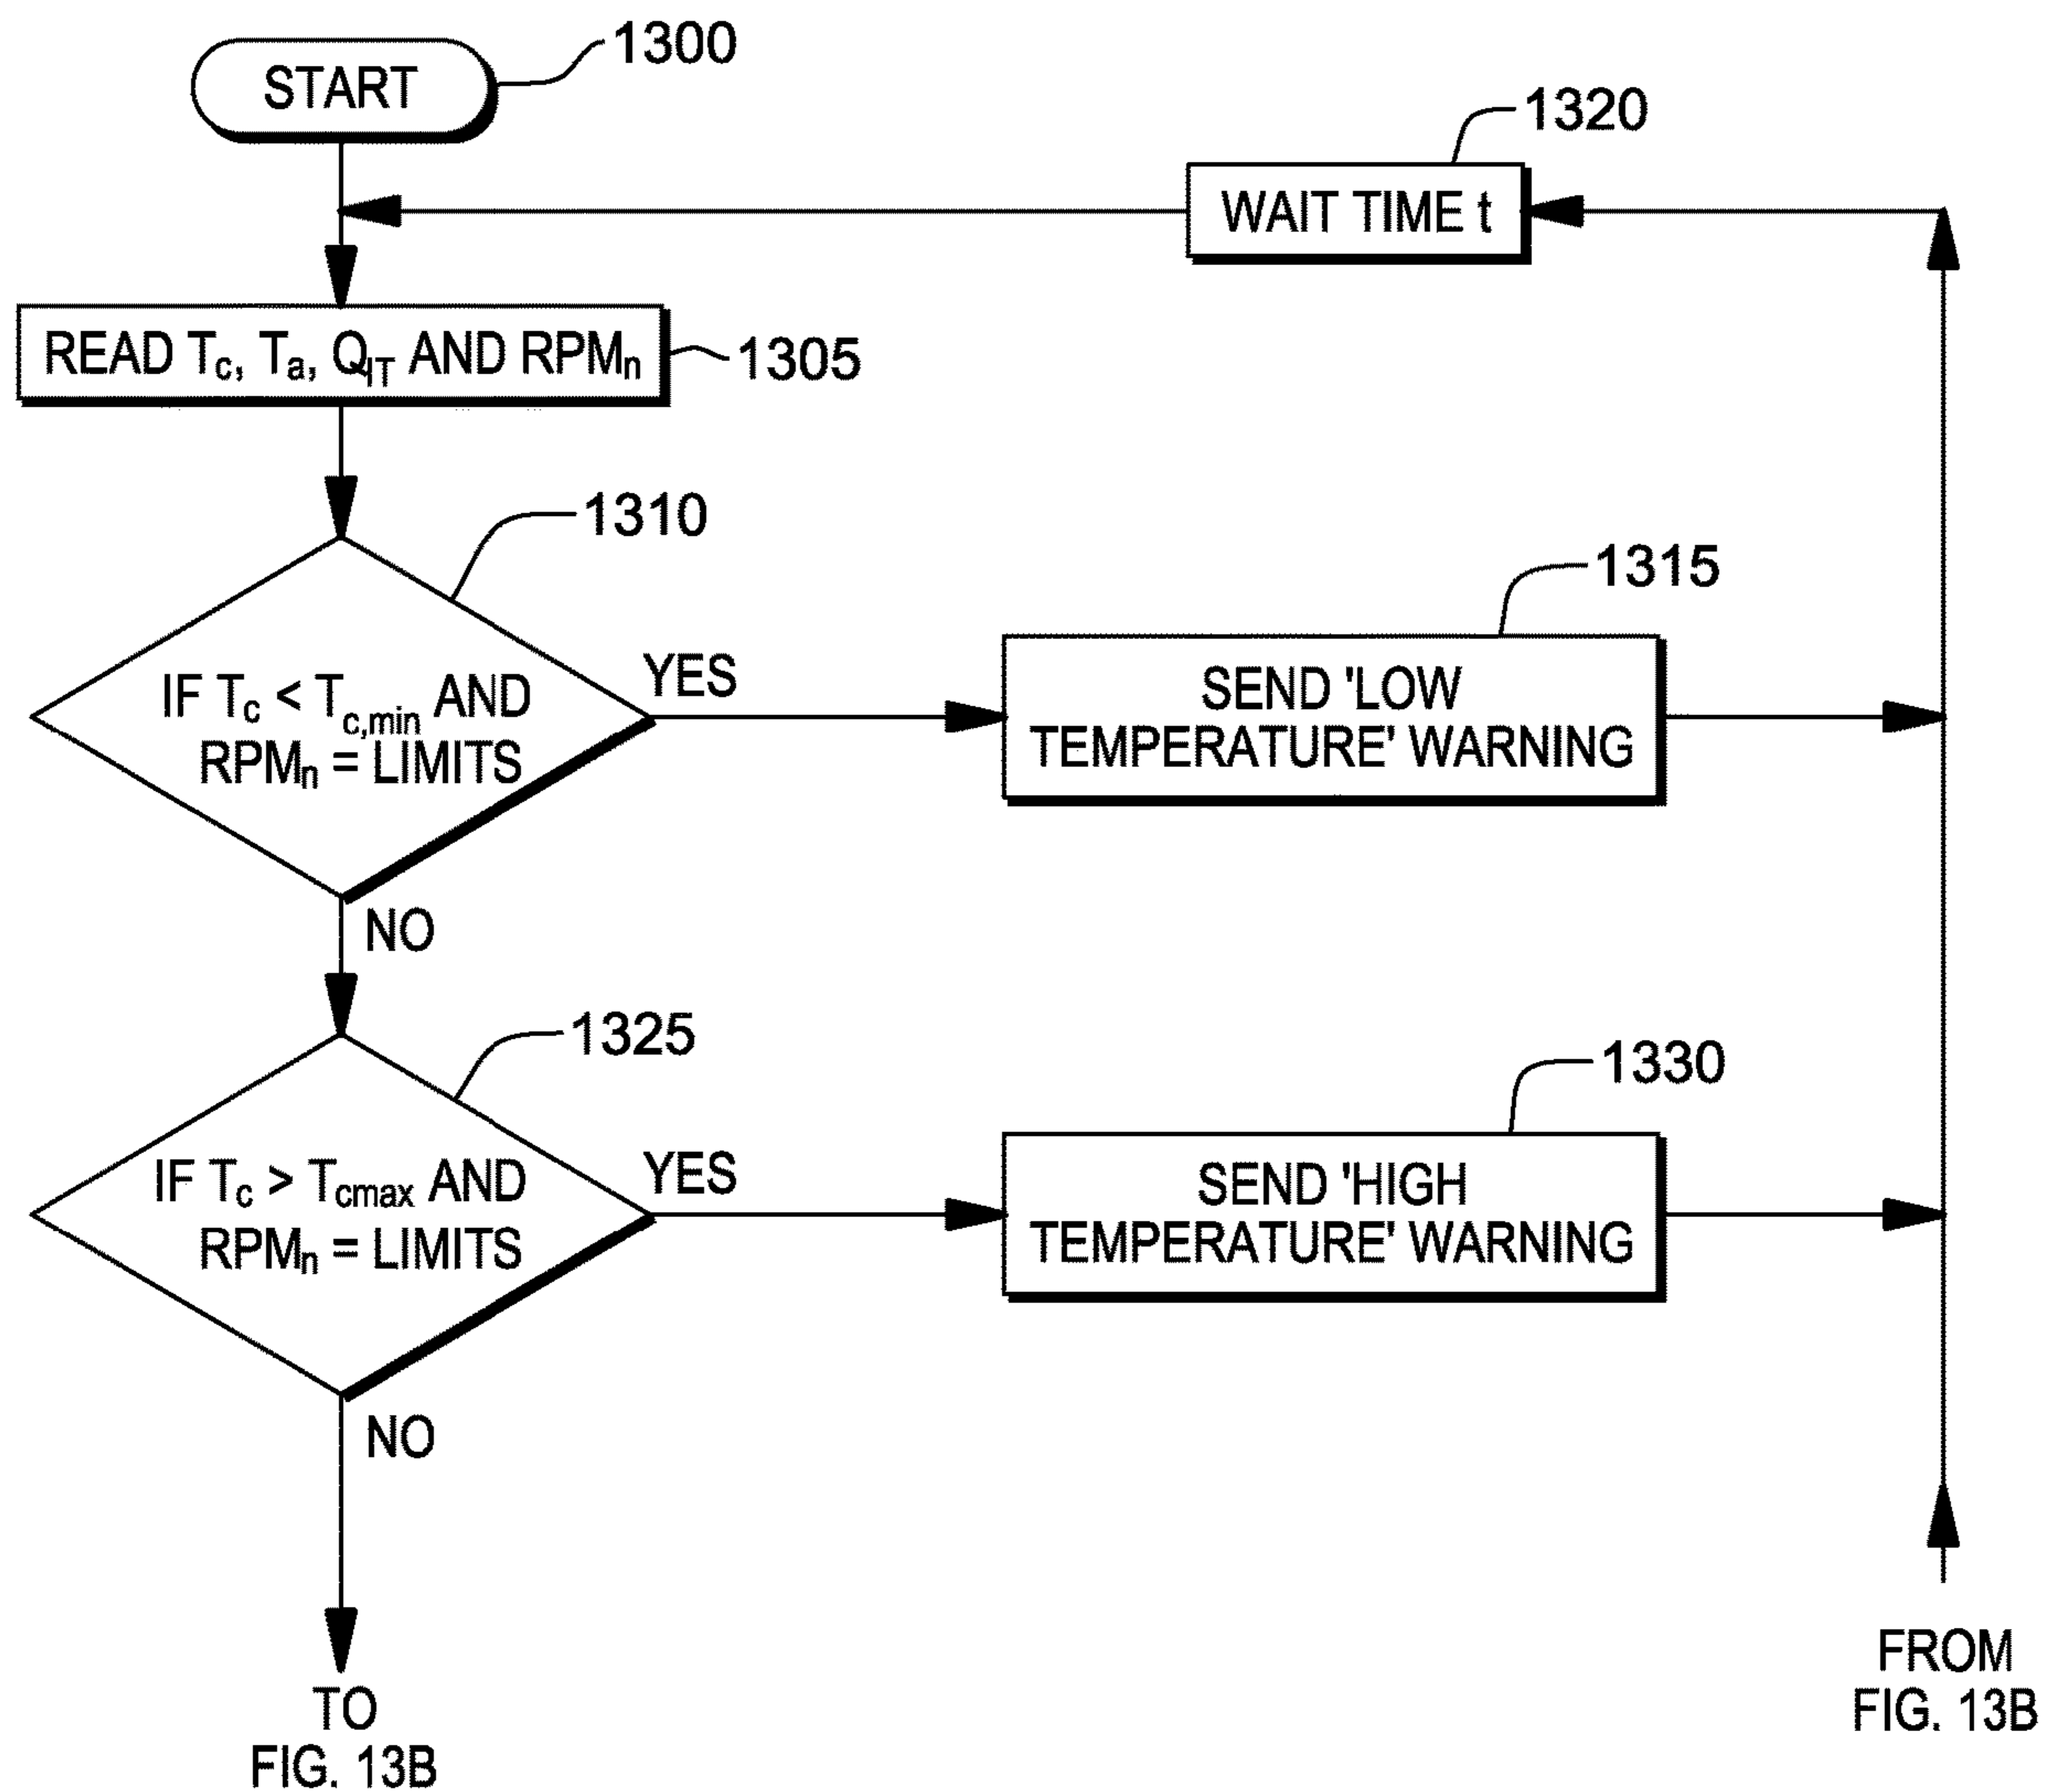 START
1300
1320
WAIT TIME t
READ Tc, Ta, QIT AND RPMn
1305
1310
IF Tc < Tc,min AND
RPMn = LIMITS
YES
1315
SEND 'LOW
TEMPERATURE' WARNING
NO
1325
IF Tc > Tcmax AND
RPMn = LIMITS
YES
1330
SEND 'HIGH
TEMPERATURE' WARNING
NO
TO
FIG. 13B
FROM
FIG. 13B